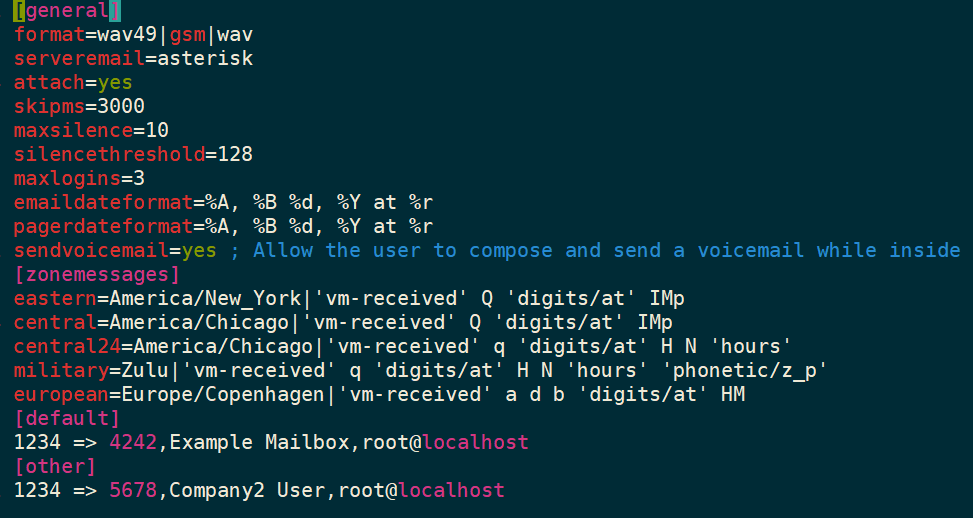 [general]
format=wav49|gsm|wav
serveremail=asterisk
attach=yes
skipms=3000
maxsilence=10
silencethreshold=128
maxlogins=3
emaildateformat=%A, %B %d, %Y at %r
pagerdateformat=%A, %B %d, %Y at %r
sendvoicemail=yes ; Allow the user to compose and send a voicemail while inside
[zonemessages]
eastern=America/New_York|'vm-received' Q 'digits/at' IMp
central=America/Chicago|'vm-received' Q 'digits/at' IMp
central24=America/Chicago|'vm-received' q 'digits/at' H N 'hours'
military=Zulu|'vm-received' q 'digits/at' H N 'hours' 'phonetic/z_p'
european=Europe/Copenhagen|'vm-received' a d b 'digits/at' HM
[default]
1234 => 4242,Example Mailbox,root@localhost
[other]
1234 => 5678,Company2 User,root@localhost